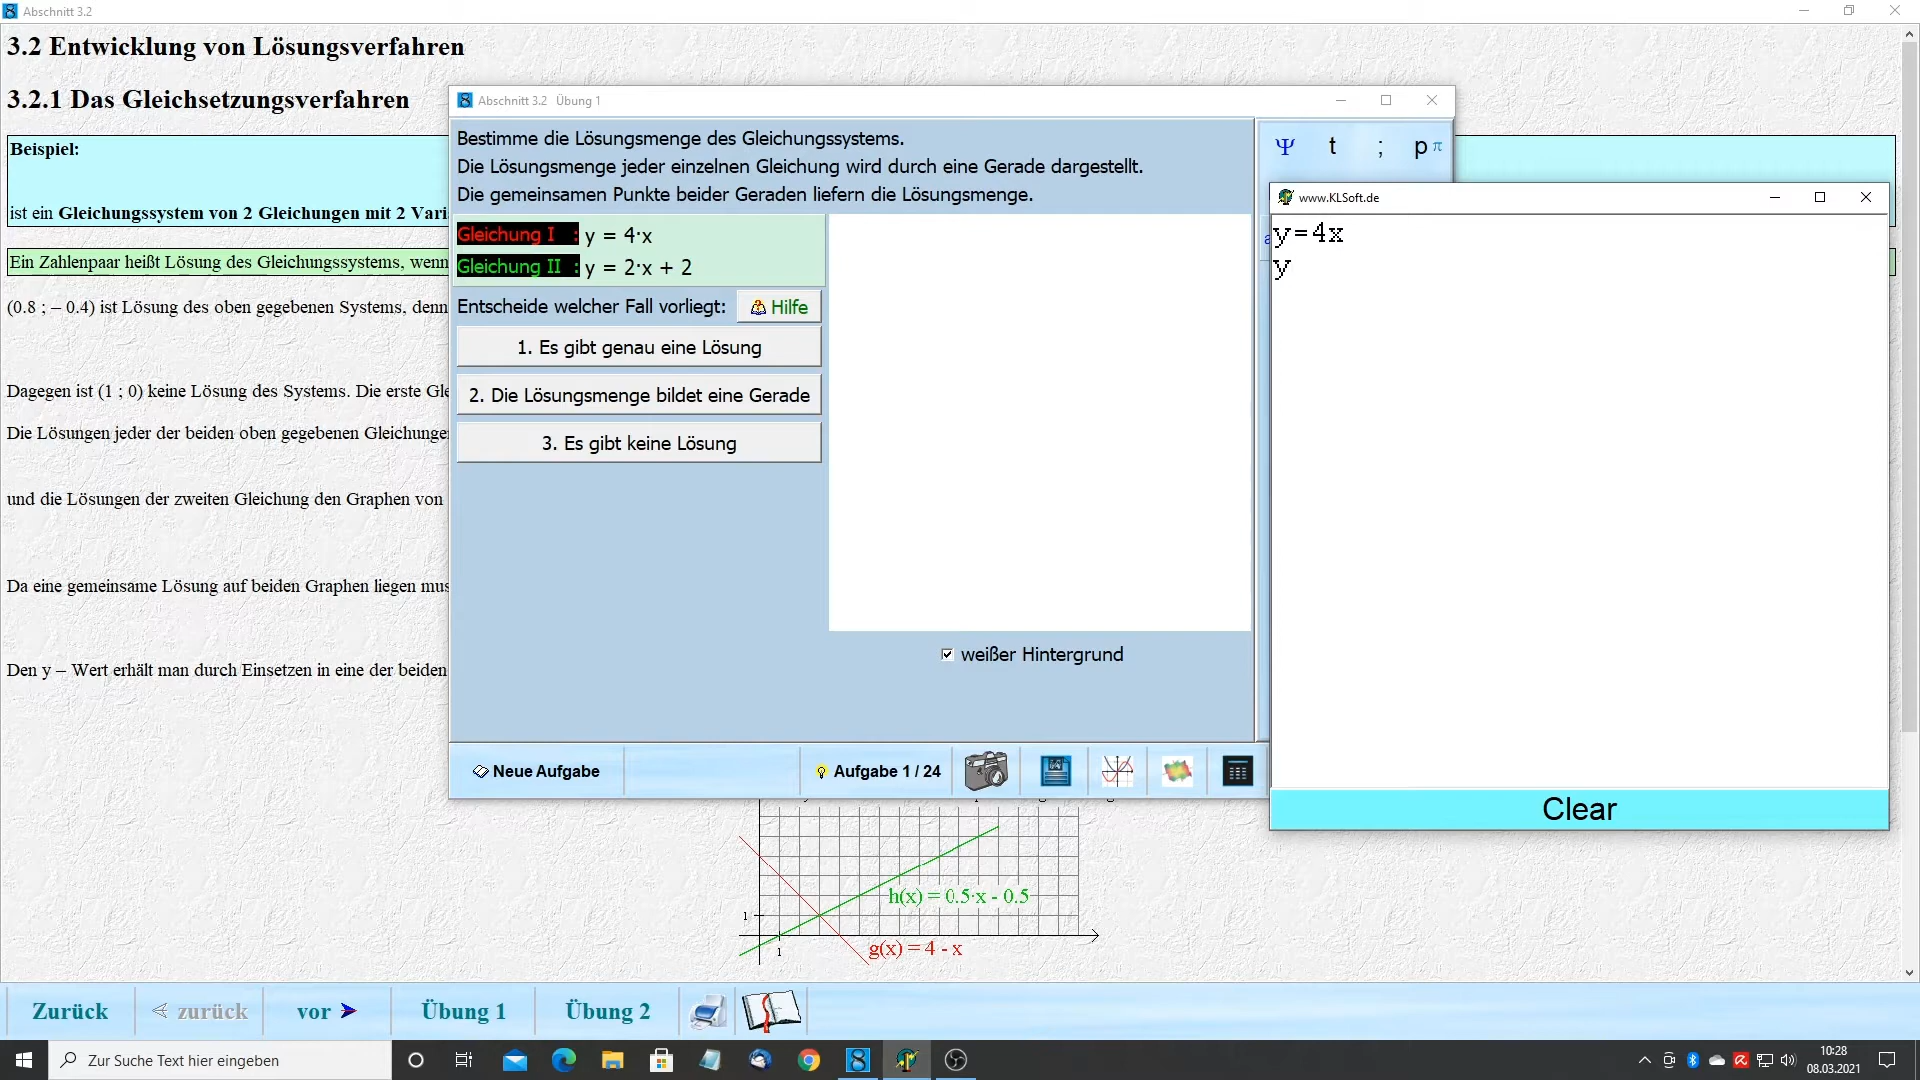 Abschnitt 3.2
3.2 Entwicklung von Lösungsverfahren
3.2.1 Das Gleichsetzungsverfahren
Beispiel:
ist ein Gleichungssystem von 2 Gleichungen mit 2 Vari
Ein Zahlenpaar heißt Lösung des Gleichungssystems, wenn
(0.8 ; – 0.4) ist Lösung des oben gegebenen Systems, denn
Dagegen ist (1 ; 0) keine Lösung des Systems. Die erste Gle
Die Lösungen jeder der beiden oben gegebenen Gleichunge
und die Lösungen der zweiten Gleichung den Graphen von
Da eine gemeinsame Lösung auf beiden Graphen liegen mus
Den y – Wert erhält man durch Einsetzen in eine der beiden
Abschnitt 3.2 Übung 1
Bestimme die Lösungsmenge des Gleichungssystems.
Die Lösungsmenge jeder einzelnen Gleichung wird durch eine Gerade dargestellt.
Die gemeinsamen Punkte beider Geraden liefern die Lösungsmenge.
Gleichung I : y = 4·x
Gleichung II : y = 2·x + 2
Entscheide welcher Fall vorliegt: Hilfe
1. Es gibt genau eine Lösung
2. Die Lösungsmenge bildet eine Gerade
3. Es gibt keine Lösung
weißer Hintergrund
Neue Aufgabe
Aufgabe 1 / 24
Ψ t ; p π
a
www.KLSoft.de
y=4x
y
Clear
h(x) = 0.5·x - 0.5
1
1
g(x) = 4 - x
Zurück
zurück
vor
Übung 1
Übung 2
Zur Suche Text hier eingeben
10:28
08.03.2021